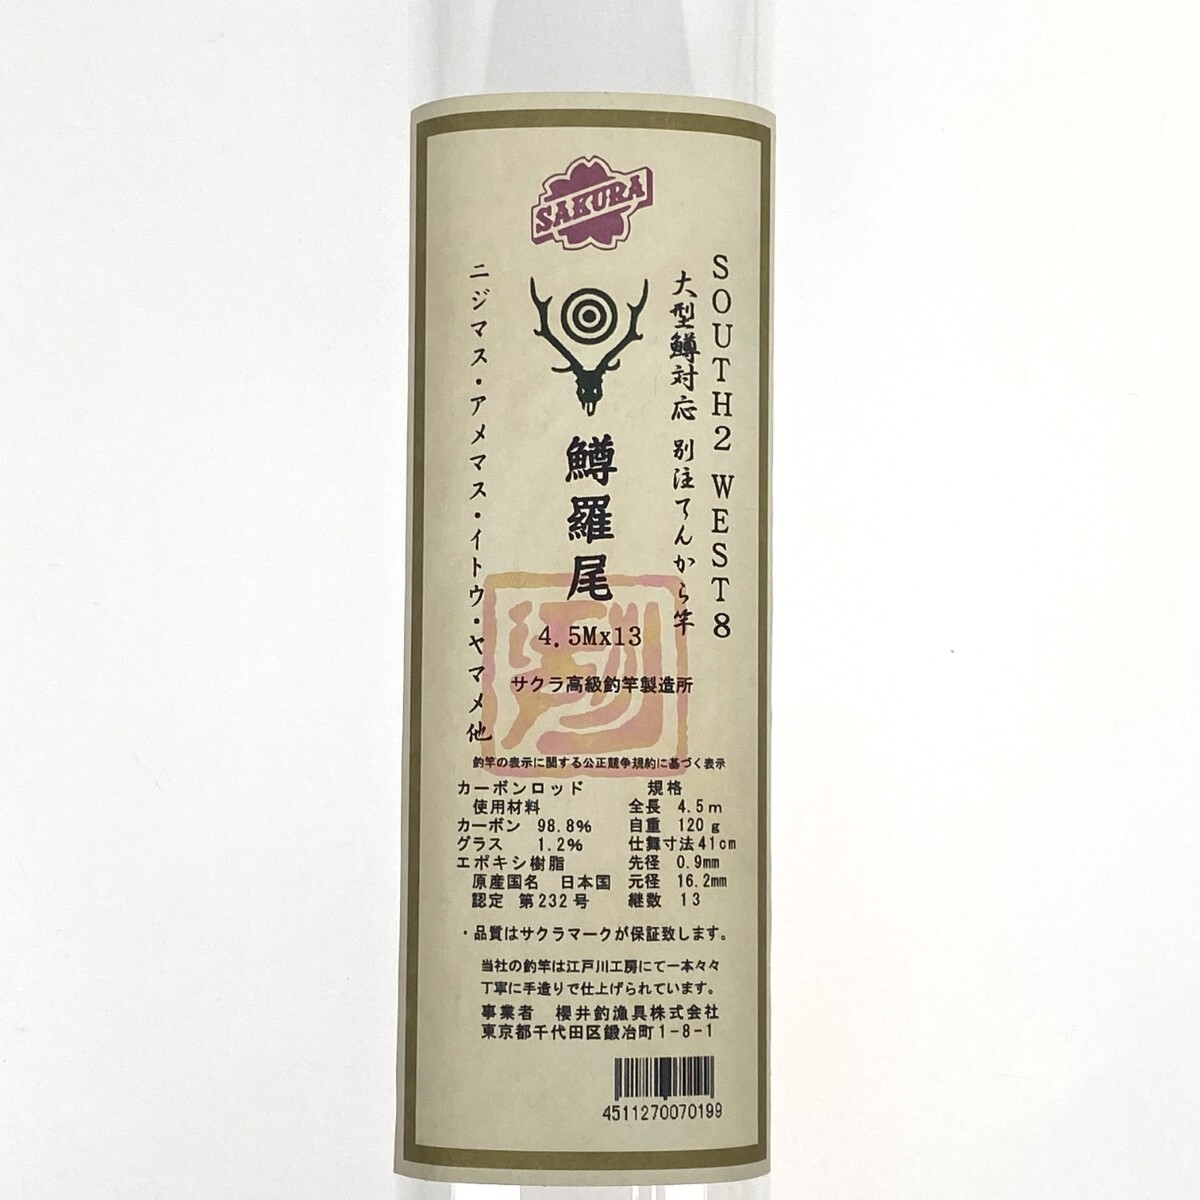 SAKURA
SOUTH2 WEST8
大型鱒対応 別注てんから竿
鱒羅尾
ニジマス・アメマス・イトウ・ヤマメ他
4.5Mx13
サクラ高級釣竿製造所
釣竿の表示に関する公正競争規約に基づく表示
カーボンロッド 規格
使用材料 全長 4.5m
カーボン 98.8% 自重 120g
グラス 1.2% 仕舞寸法41cm
エポキシ樹脂 先径 0.9mm
原産国名 日本国 元径 16.2mm
認定 第232号 継数 13
・品質はサクラマークが保証致します。
当社の釣竿は江戸川工房にて一本々々
丁寧に手造りで仕上げられています。
事業者 櫻井釣漁具株式会社
東京都千代田区鍛冶町1-8-1
4511270070199